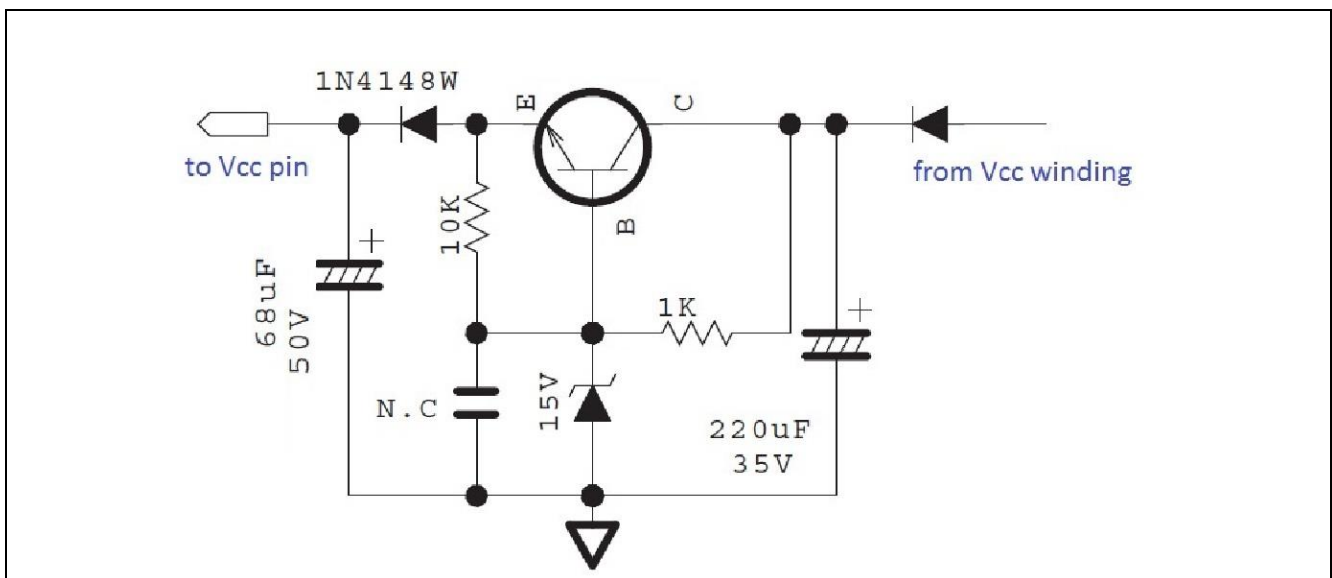 1N4148W
E
C
to Vcc pin
from Vcc winding
10K
B
68uF
50V
1K
N.C
15V
220uF
35V